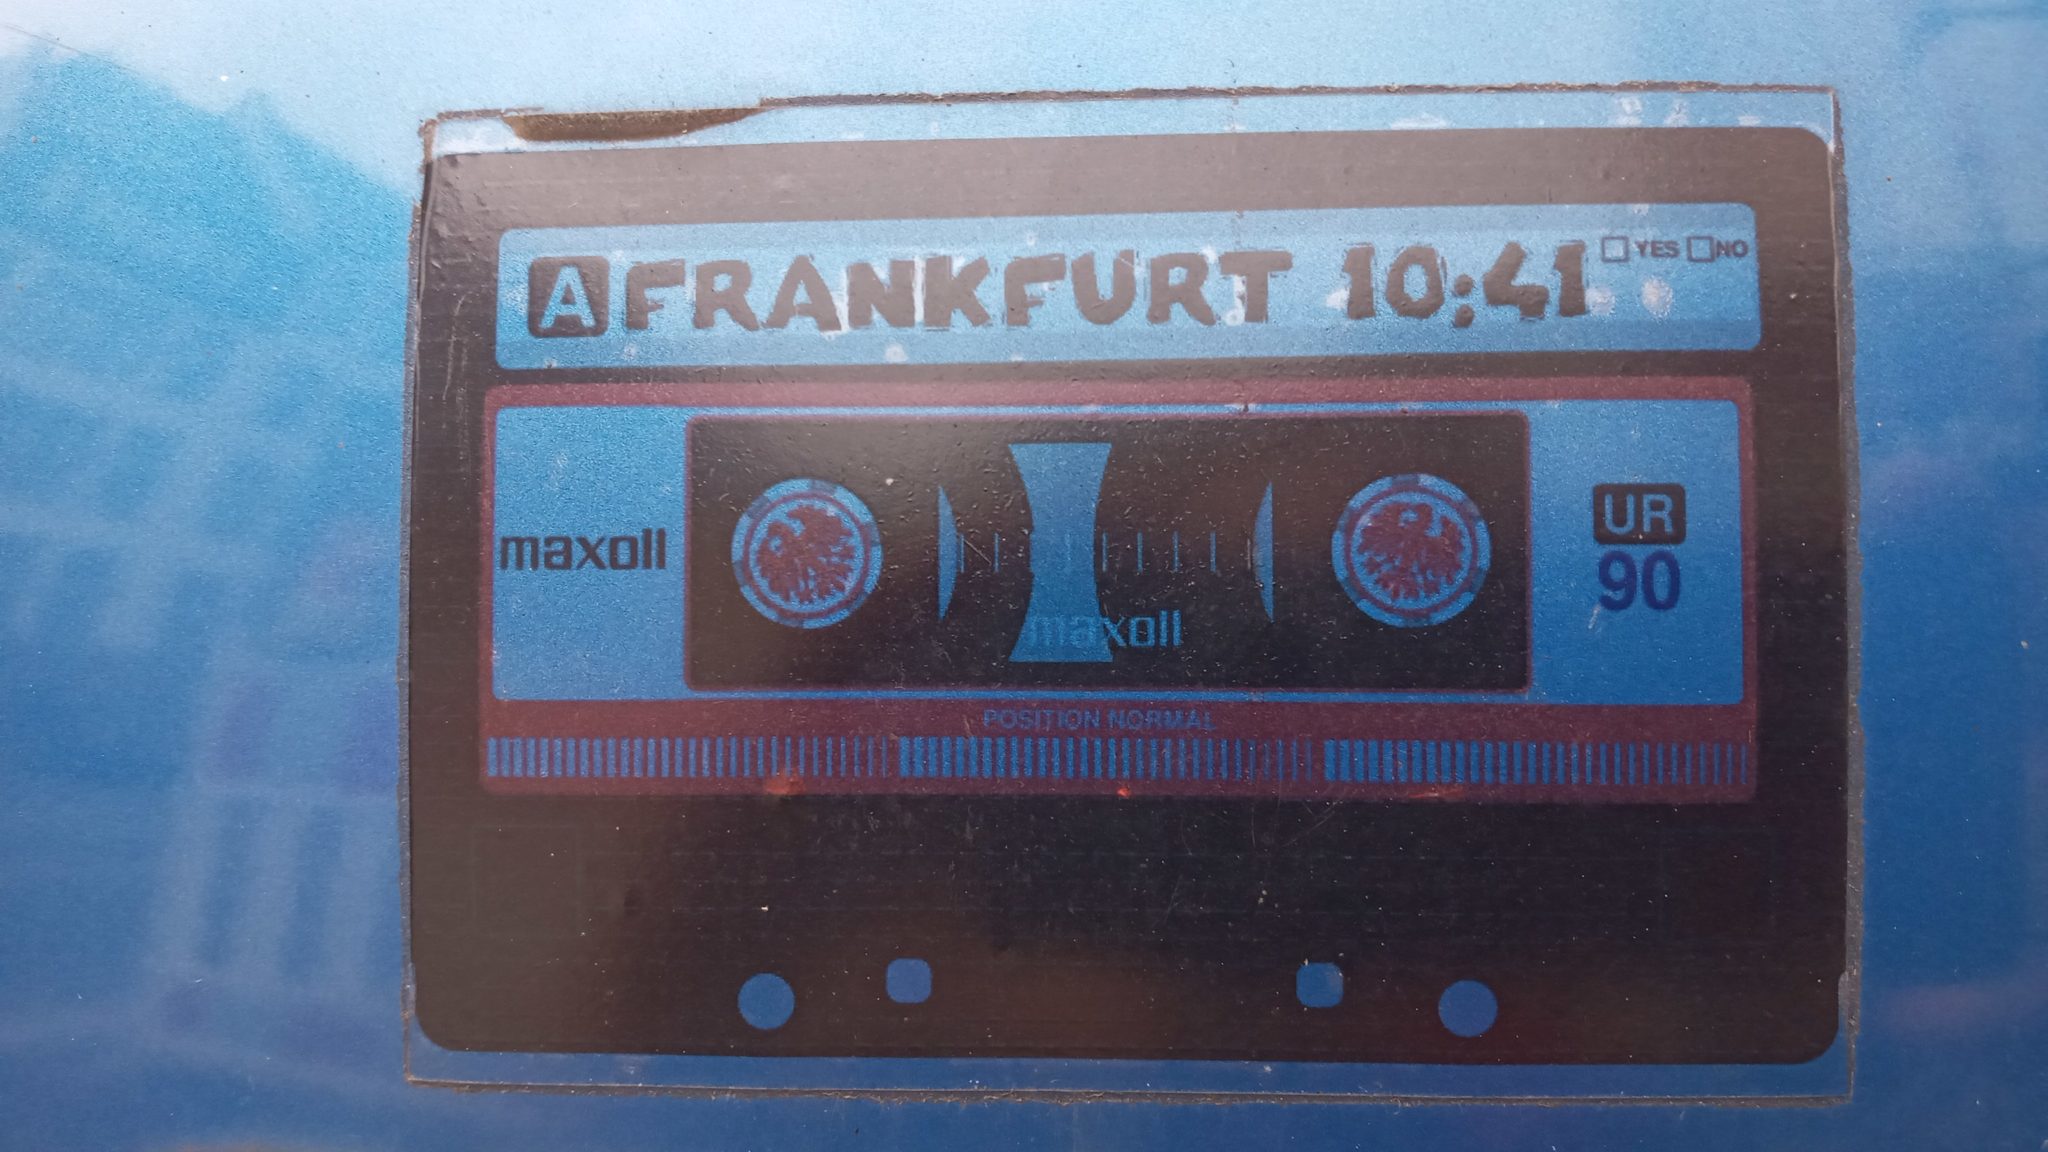 A FRANKFURT 10:41 YES NO
maxoll
maxoll
UR
90
POSITION NORMAL